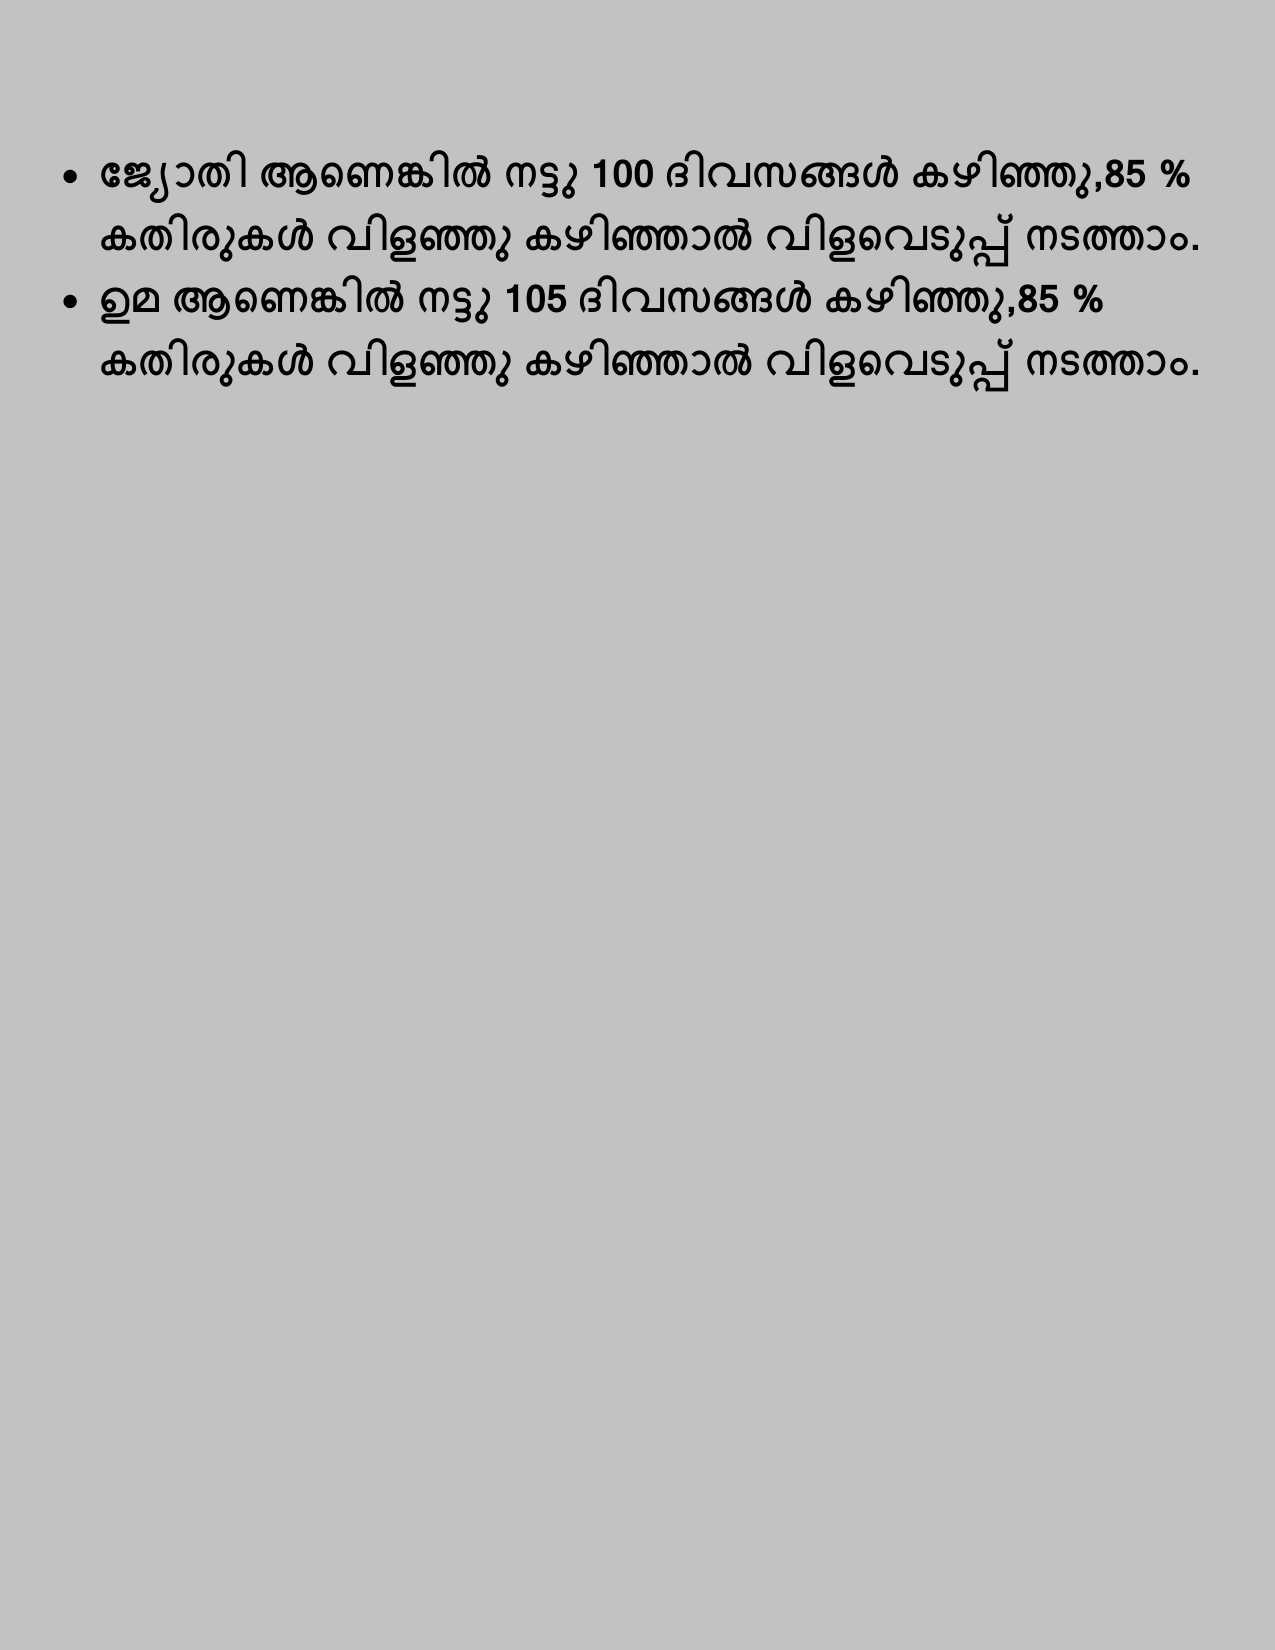 • ജ്യോതി ആണെങ്കിൽ നട്ടു 100 ദിവസങ്ങൾ കഴിഞ്ഞു,85 %
കതിരുകൾ വിളഞ്ഞു കഴിഞ്ഞാൽ വിളവെടുപ്പ് നടത്താം.
• ഉമ ആണെങ്കിൽ നട്ടു 105 ദിവസങ്ങൾ കഴിഞ്ഞു,85 %
കതിരുകൾ വിളഞ്ഞു കഴിഞ്ഞാൽ വിളവെടുപ്പ് നടത്താം.